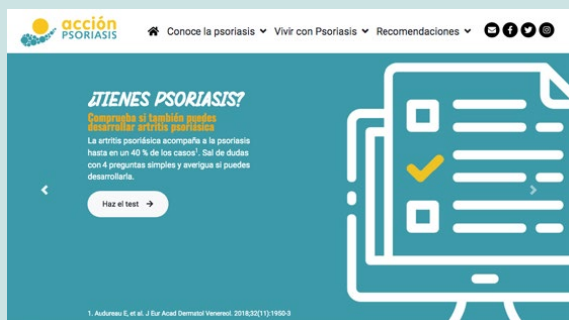 acción
PSORIASIS
Conoce la psoriasis
Vivir con Psoriasis
Recomendaciones
¿TIENES PSORIASIS?
Comprueba si también puedes
desarrollar artritis psoriásica
La artritis psoriásica acompaña a la psoriasis
hasta en un 40 % de los casos¹. Sal de dudas
con 4 preguntas simples y averigua si puedes
desarrollarla.
Haz el test
1. Audureau E, et al. J Eur Acad Dermatol Venereol. 2018;32(11):1950-3